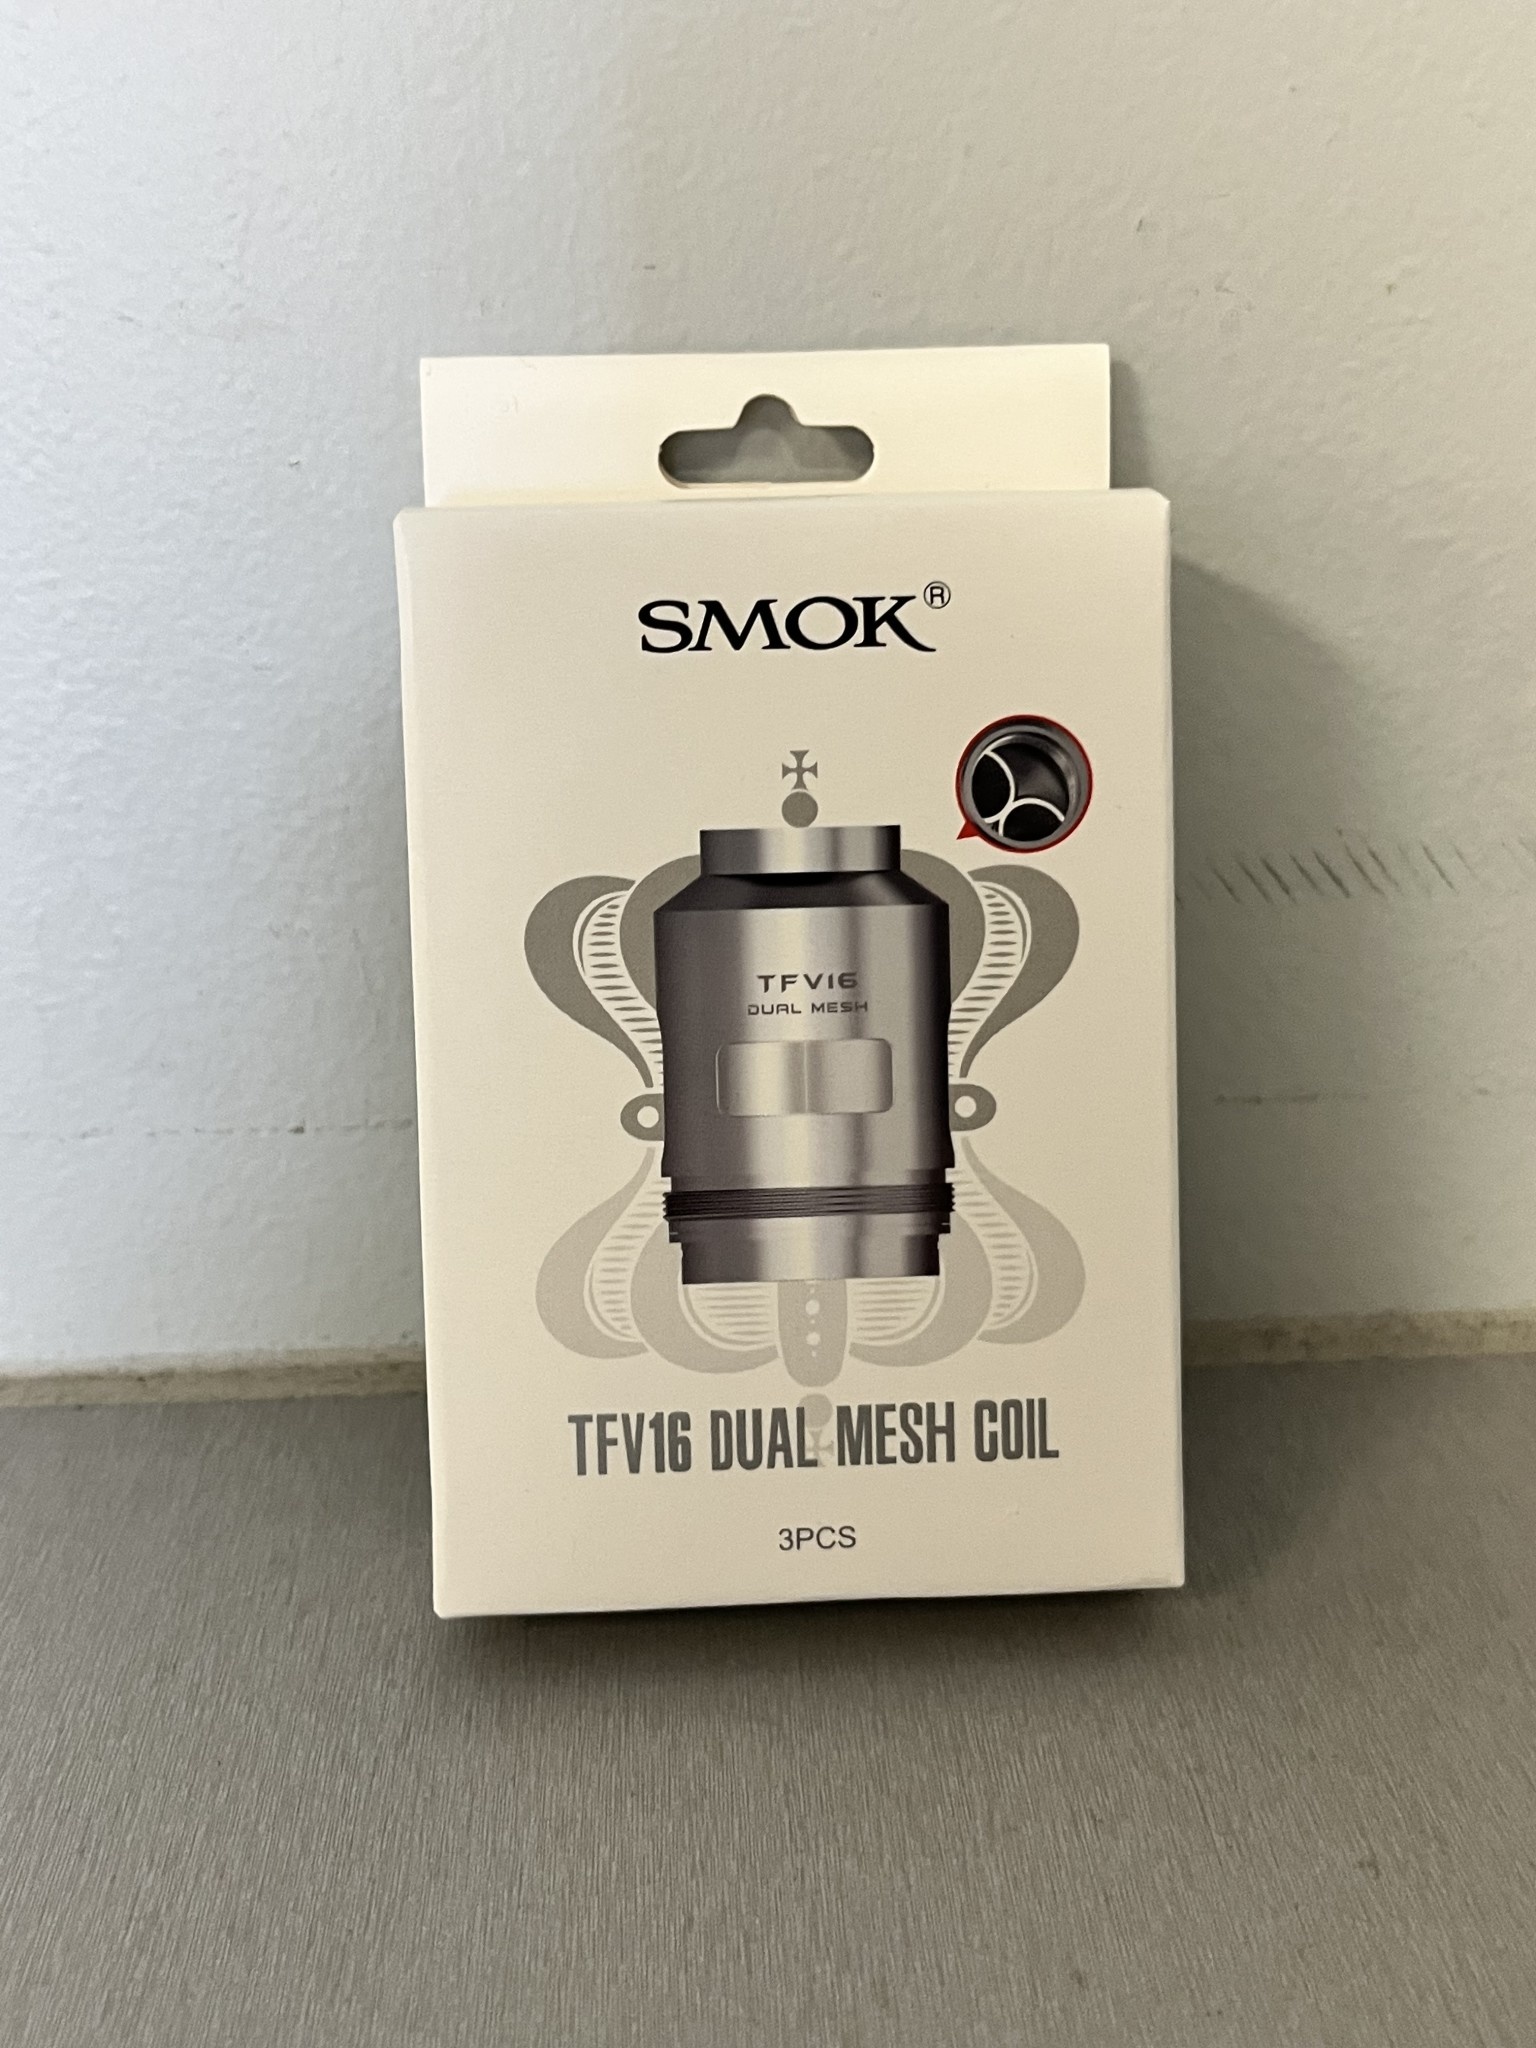 SMOK®
TFV16
DUAL MESH
TFV16 DUAL MESH COIL
3PCS